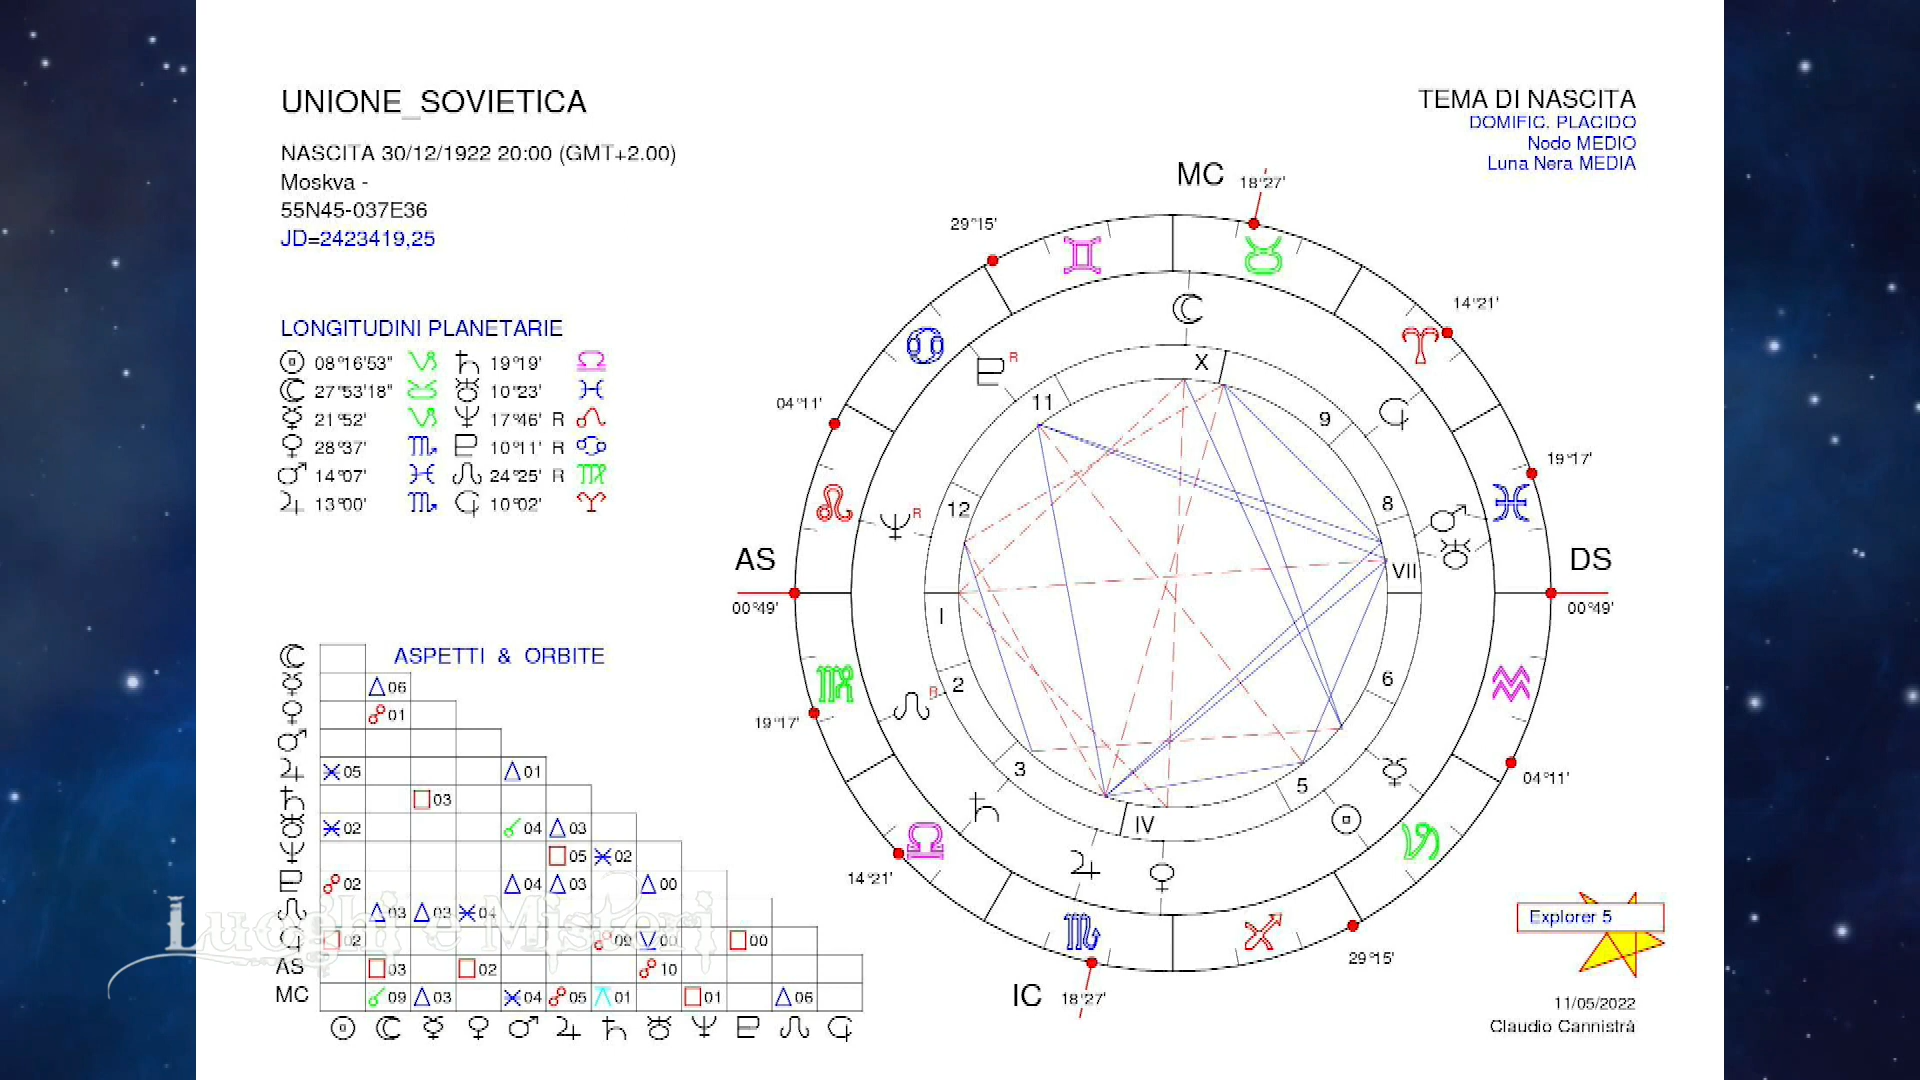 UNIONE_SOVIETICA
NASCITA 30/12/1922 20:00 (GMT+2.00)
Moskva -
55N45-037E36
JD=2423419,25
TEMA DI NASCITA
DOMIFIC. PLACIDO
Nodo MEDIO
Luna Nera MEDIA
LONGITUDINI PLANETARIE
08°16'53" 19°19'
27°53'18" 10°23'
21°52' 17°46' R
28°37' 10°11' R
14°07' 24°25' R
13°00' 10°02'
MC 18°27'
29°15'
14°21'
04°11'
19°17'
AS
00°49'
DS
00°49'
19°17'
04°11'
14°21'
29°15'
IC 18°27'
R
R
R
X
11
9
12
8
VII
I
2
6
3
5
IV
ASPETTI & ORBITE
06
01
05 01
03
02 04 03
05 02
02 04 03 00
03 03 04
02 09 00 00
AS 03 02 10
MC 09 03 04 05 01 01 06
Luoghi e Misteri
Explorer 5
11/05/2022
Claudio Cannistrà